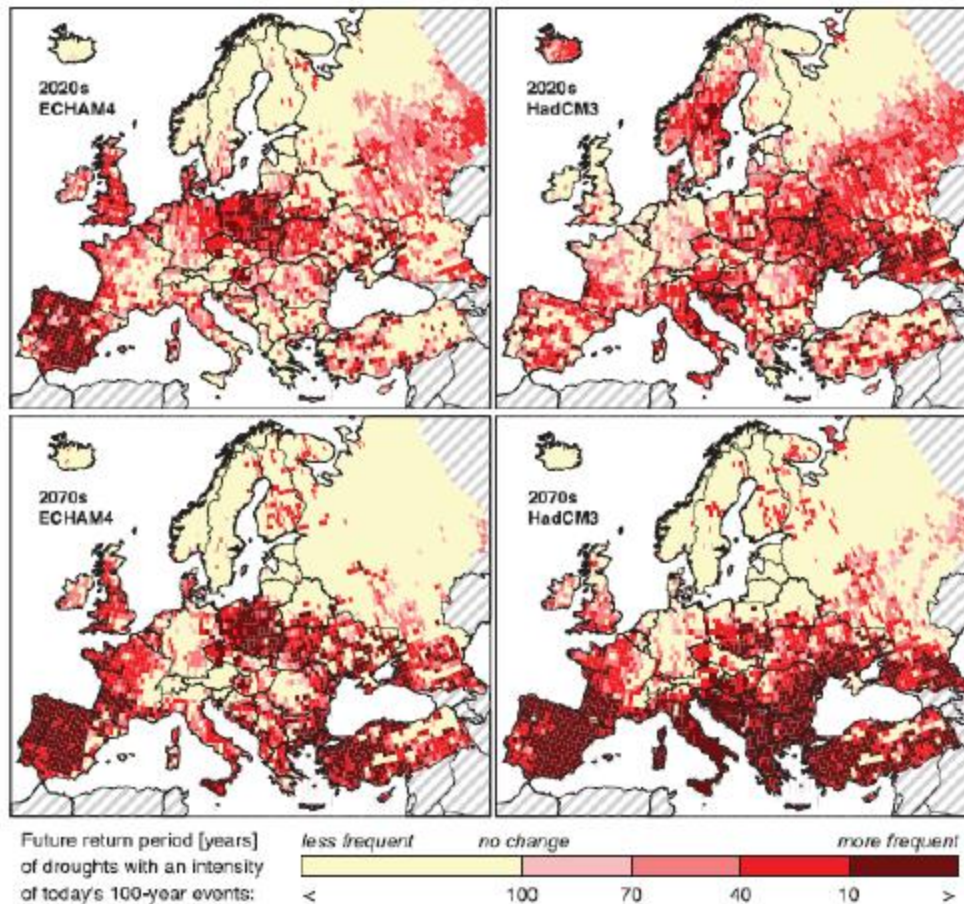 2020s
ECHAM4
2020s
HadCM3
2070s
ECHAM4
2070s
HadCM3
Future return period [years]
of droughts with an intensity
of today's 100-year events:
less frequent no change more frequent
< 100 70 40 10 >